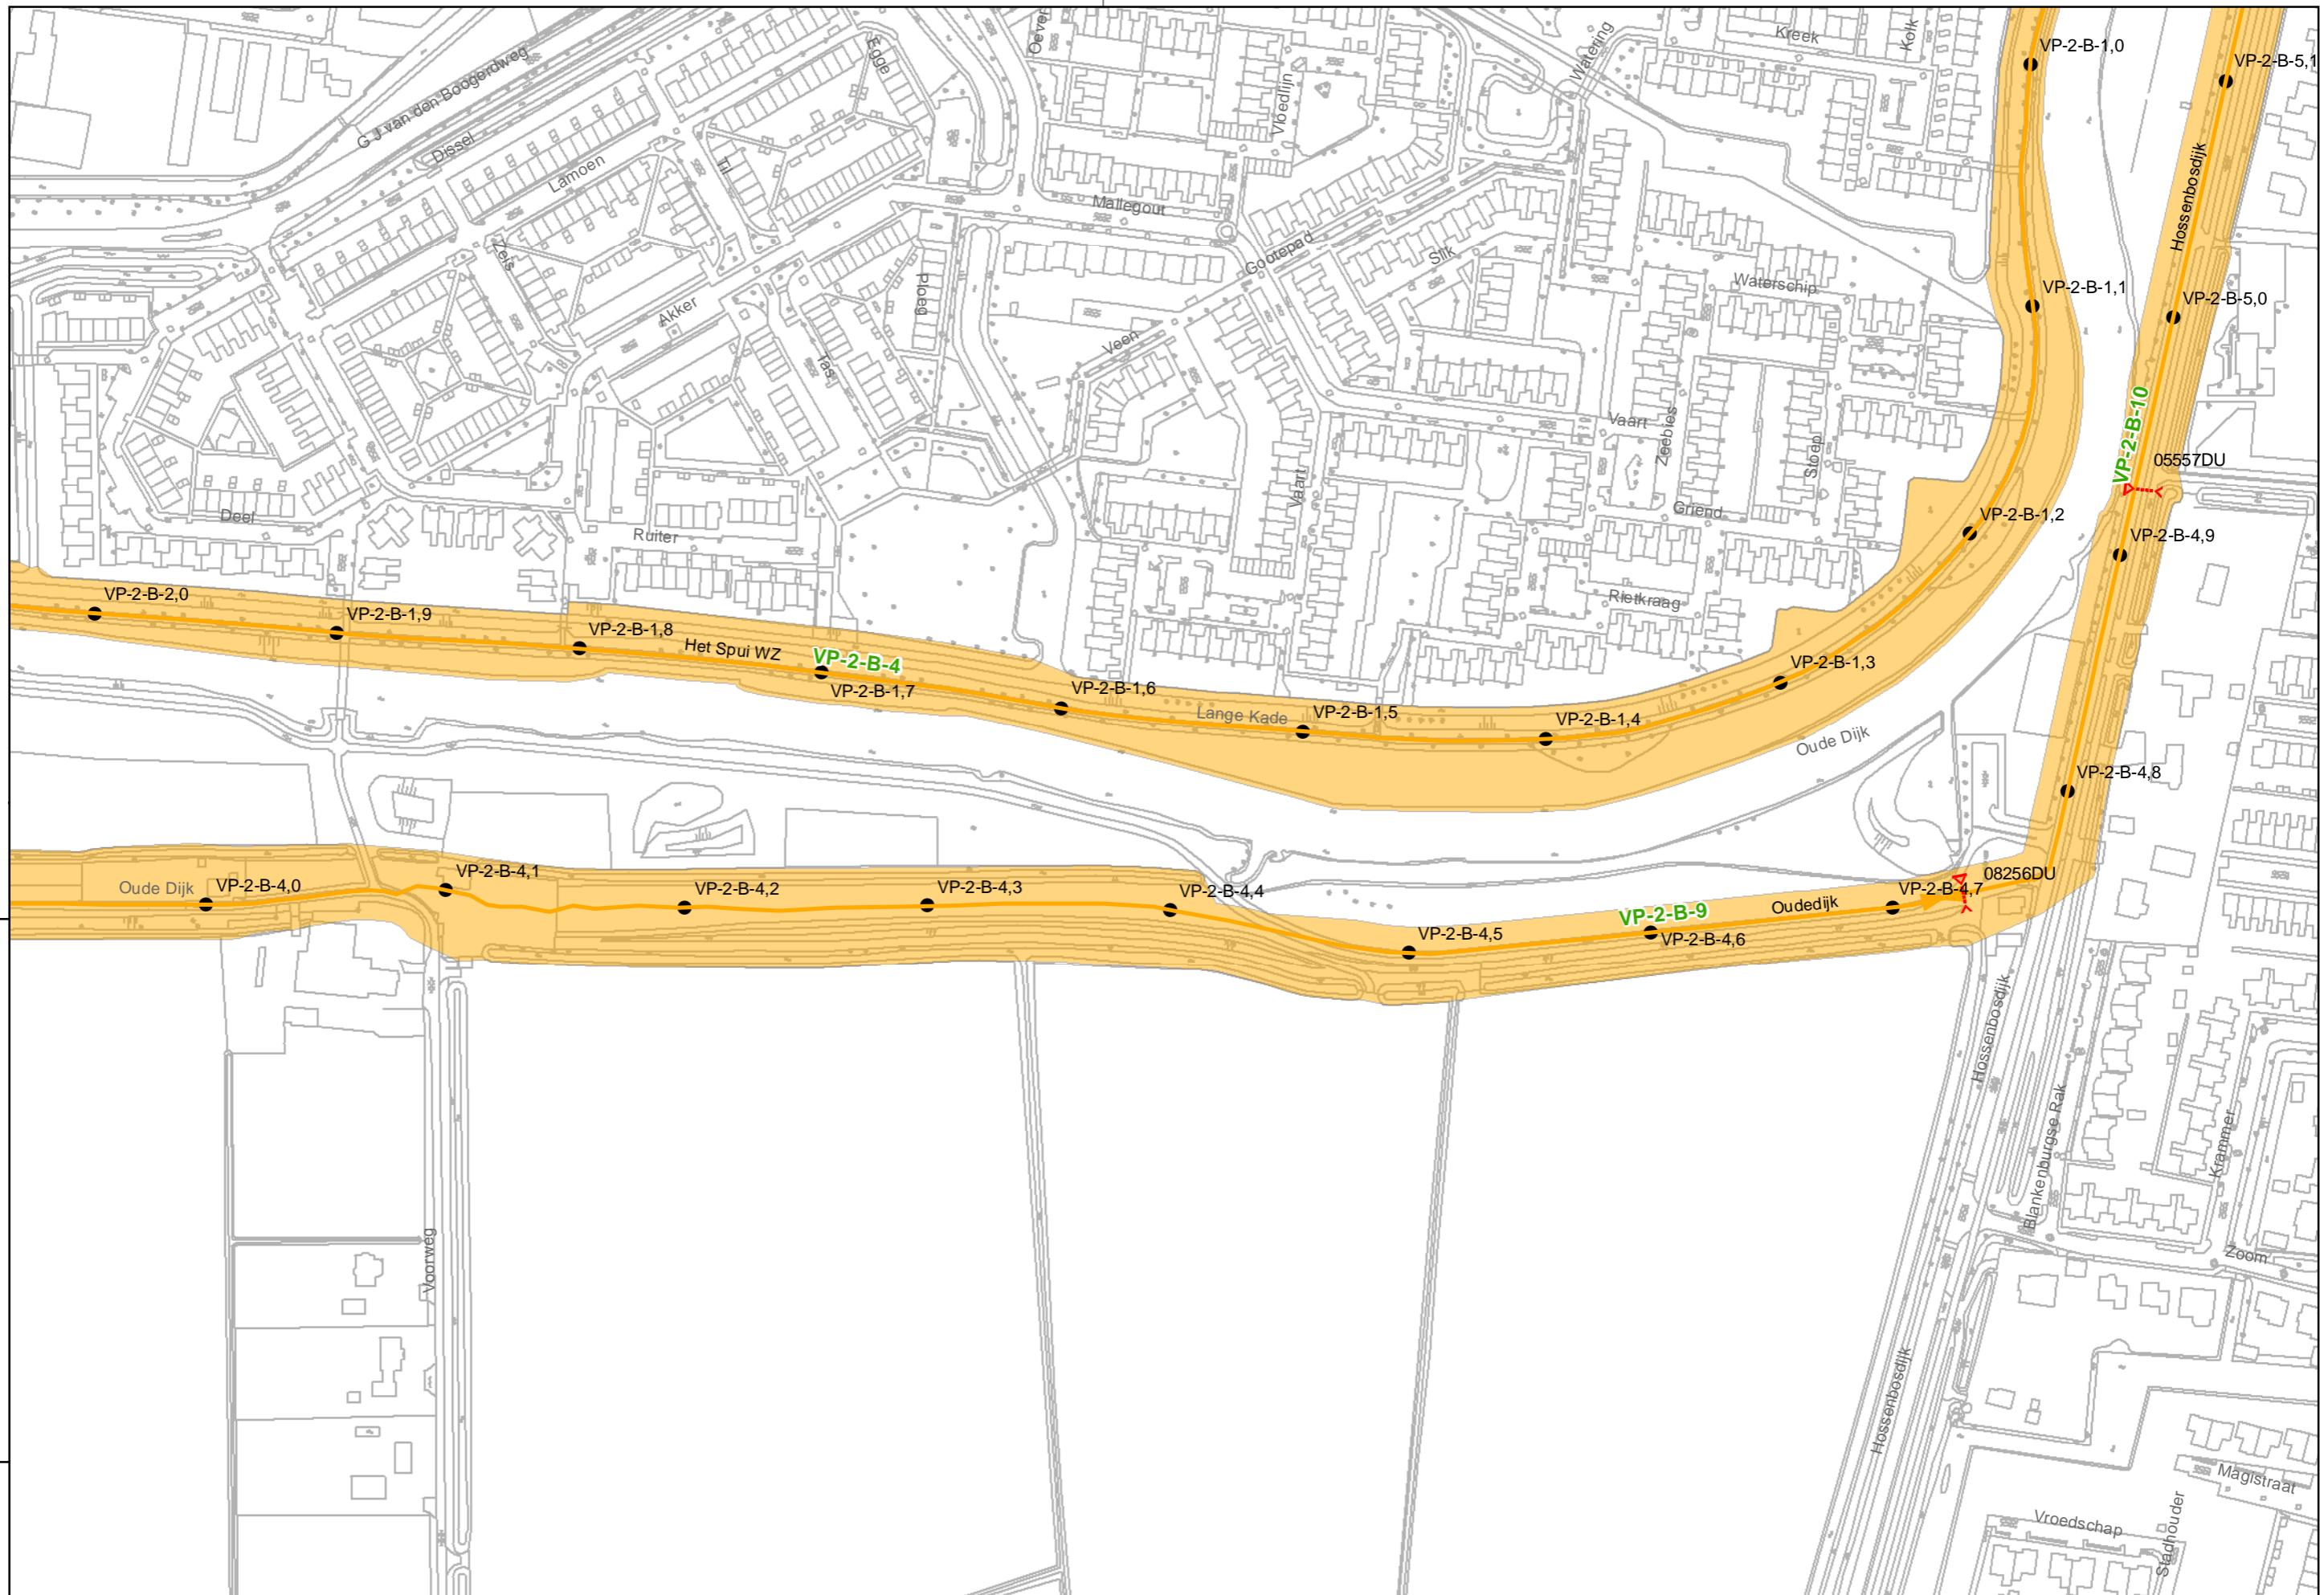 Kreek
Kolk
Watering
Oever
Egge
VP-2-B-1,0
VP-2-B-5,1
G J van den Boogerdweg
Vloedlijn
Dissel
Lamoen
Til
Hossenbosdijk
Mallegout
Zeis
Gootepad
Slik
Waterschip
VP-2-B-1,1
VP-2-B-5,0
Ploeg
Akker
Veen
Tas
Vaart
Zeebies
Stoep
VP-2-B-10
05557DU
Vaart
Deel
Ruiter
Griend
VP-2-B-1,2
VP-2-B-4,9
VP-2-B-2,0
VP-2-B-1,9
VP-2-B-1,8
Rietkraag
Het Spui WZ
VP-2-B-4
VP-2-B-1,7
VP-2-B-1,6
VP-2-B-1,3
Lange Kade
VP-2-B-1,5
VP-2-B-1,4
Oude Dijk
VP-2-B-4,8
Oude Dijk
VP-2-B-4,0
VP-2-B-4,1
VP-2-B-4,2
VP-2-B-4,3
VP-2-B-4,4
08256DU
VP-2-B-4,7
Oudedijk
VP-2-B-9
VP-2-B-4,5
VP-2-B-4,6
Hossenbosdijk
Blankenburgse Rak
Krammer
Voorweg
Zoom
Hossenbosdijk
Magistraat
Vroedschap
Stadhouder